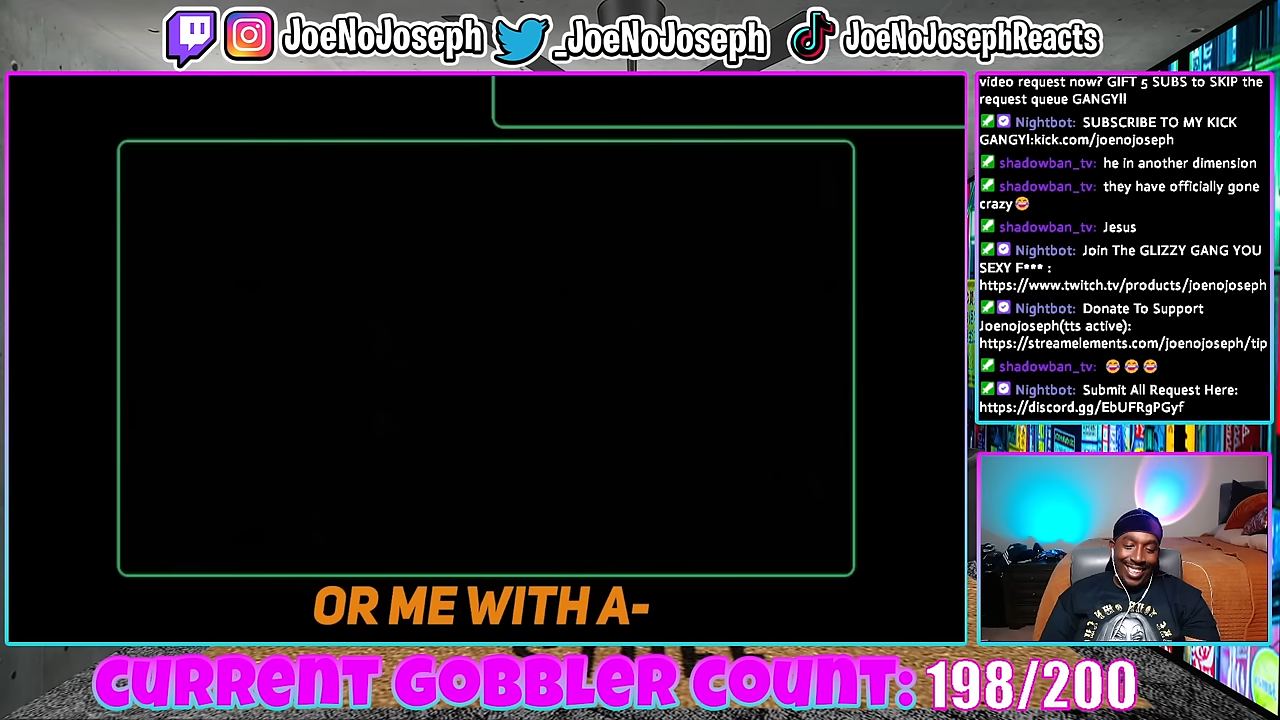 JoeNoJoseph _JoeNoJoseph JoeNoJosephReacts
video request now? GIFT 5 SUBS to SKIP the
request queue GANGYll
Nightbot: SUBSCRIBE TO MY KICK
GANGYl:kick.com/joenojoseph
shadowban_tv: he in another dimension
shadowban_tv: they have officially gone
crazy😂
shadowban_tv: Jesus
Nightbot: Join The GLIZZY GANG YOU
SEXY F*** :
https://www.twitch.tv/products/joenojoseph
Nightbot: Donate To Support
Joenojoseph(tts active):
https://streamelements.com/joenojoseph/tip
shadowban_tv: 😂 😂 😂
Nightbot: Submit All Request Here:
https://discord.gg/EbUFRgPGyf
OR ME WITH A-
CURRENT GOBBLER COUNT: 198/200